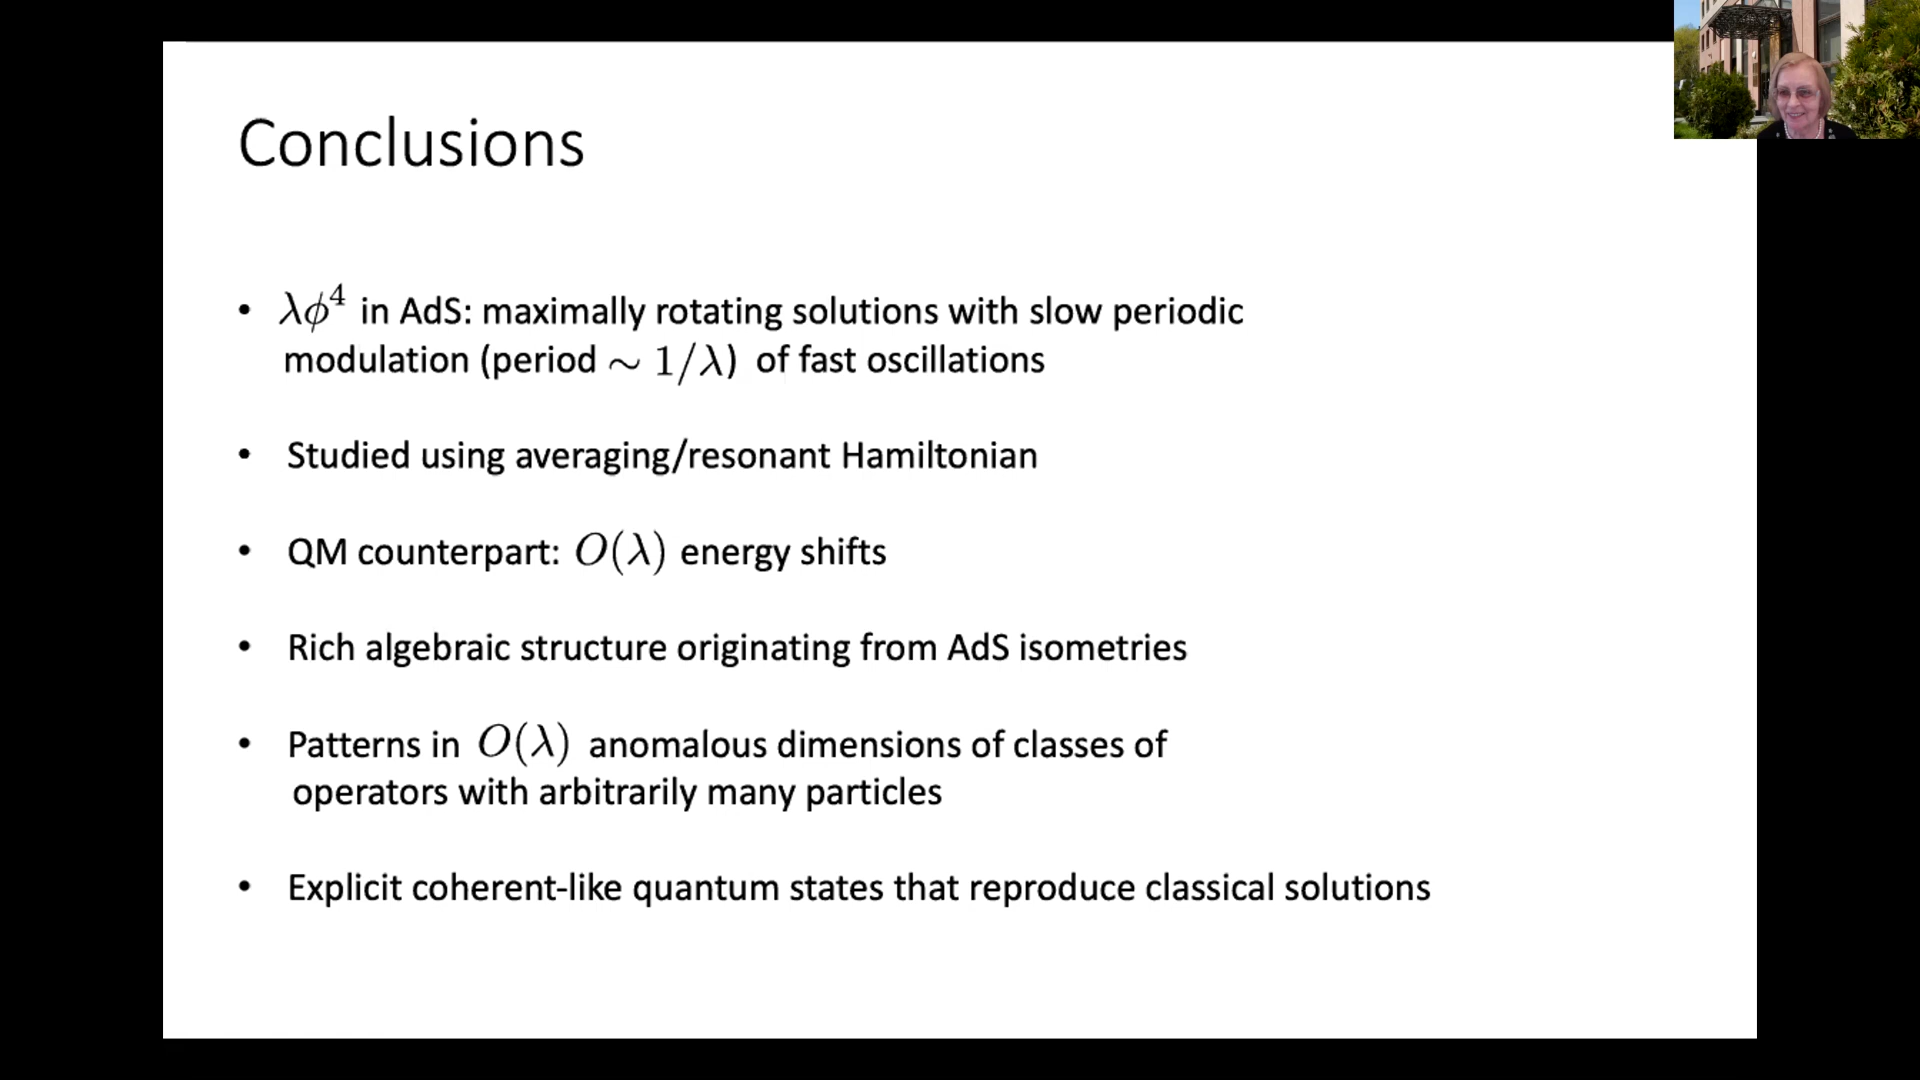 Conclusions
• λϕ⁴ in AdS: maximally rotating solutions with slow periodic
modulation (period ∼ 1/λ) of fast oscillations
• Studied using averaging/resonant Hamiltonian
• QM counterpart: O(λ) energy shifts
• Rich algebraic structure originating from AdS isometries
• Patterns in O(λ) anomalous dimensions of classes of
operators with arbitrarily many particles
• Explicit coherent-like quantum states that reproduce classical solutions